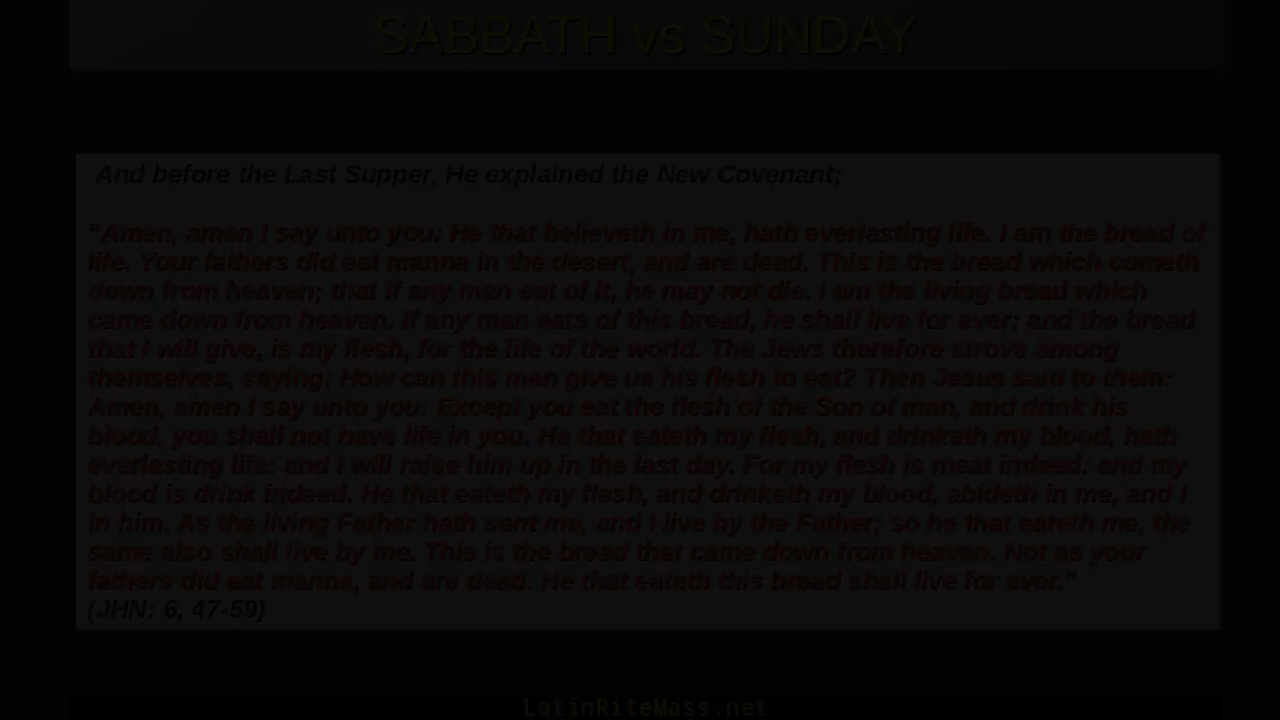 SABBATH vs SUNDAY
And before the Last Supper, He explained the New Covenant;
"Amen, amen I say unto you: He that believeth in me, hath everlasting life. I am the bread of
life. Your fathers did eat manna in the desert, and are dead. This is the bread which cometh
down from heaven; that if any man eat of it, he may not die. I am the living bread which
came down from heaven. If any man eats of this bread, he shall live for ever; and the bread
that I will give, is my flesh, for the life of the world. The Jews therefore strove among
themselves, saying: How can this man give us his flesh to eat? Then Jesus said to them:
Amen, amen I say unto you: Except you eat the flesh of the Son of man, and drink his
blood, you shall not have life in you. He that eateth my flesh, and drinketh my blood, hath
everlasting life: and I will raise him up in the last day. For my flesh is meat indeed: and my
blood is drink indeed. He that eateth my flesh, and drinketh my blood, abideth in me, and I
in him. As the living Father hath sent me, and I live by the Father; so he that eateth me, the
same also shall live by me. This is the bread that came down from heaven. Not as your
fathers did eat manna, and are dead. He that eateth this bread shall live for ever."
(JHN: 6, 47-59)
LatinRiteMass.net